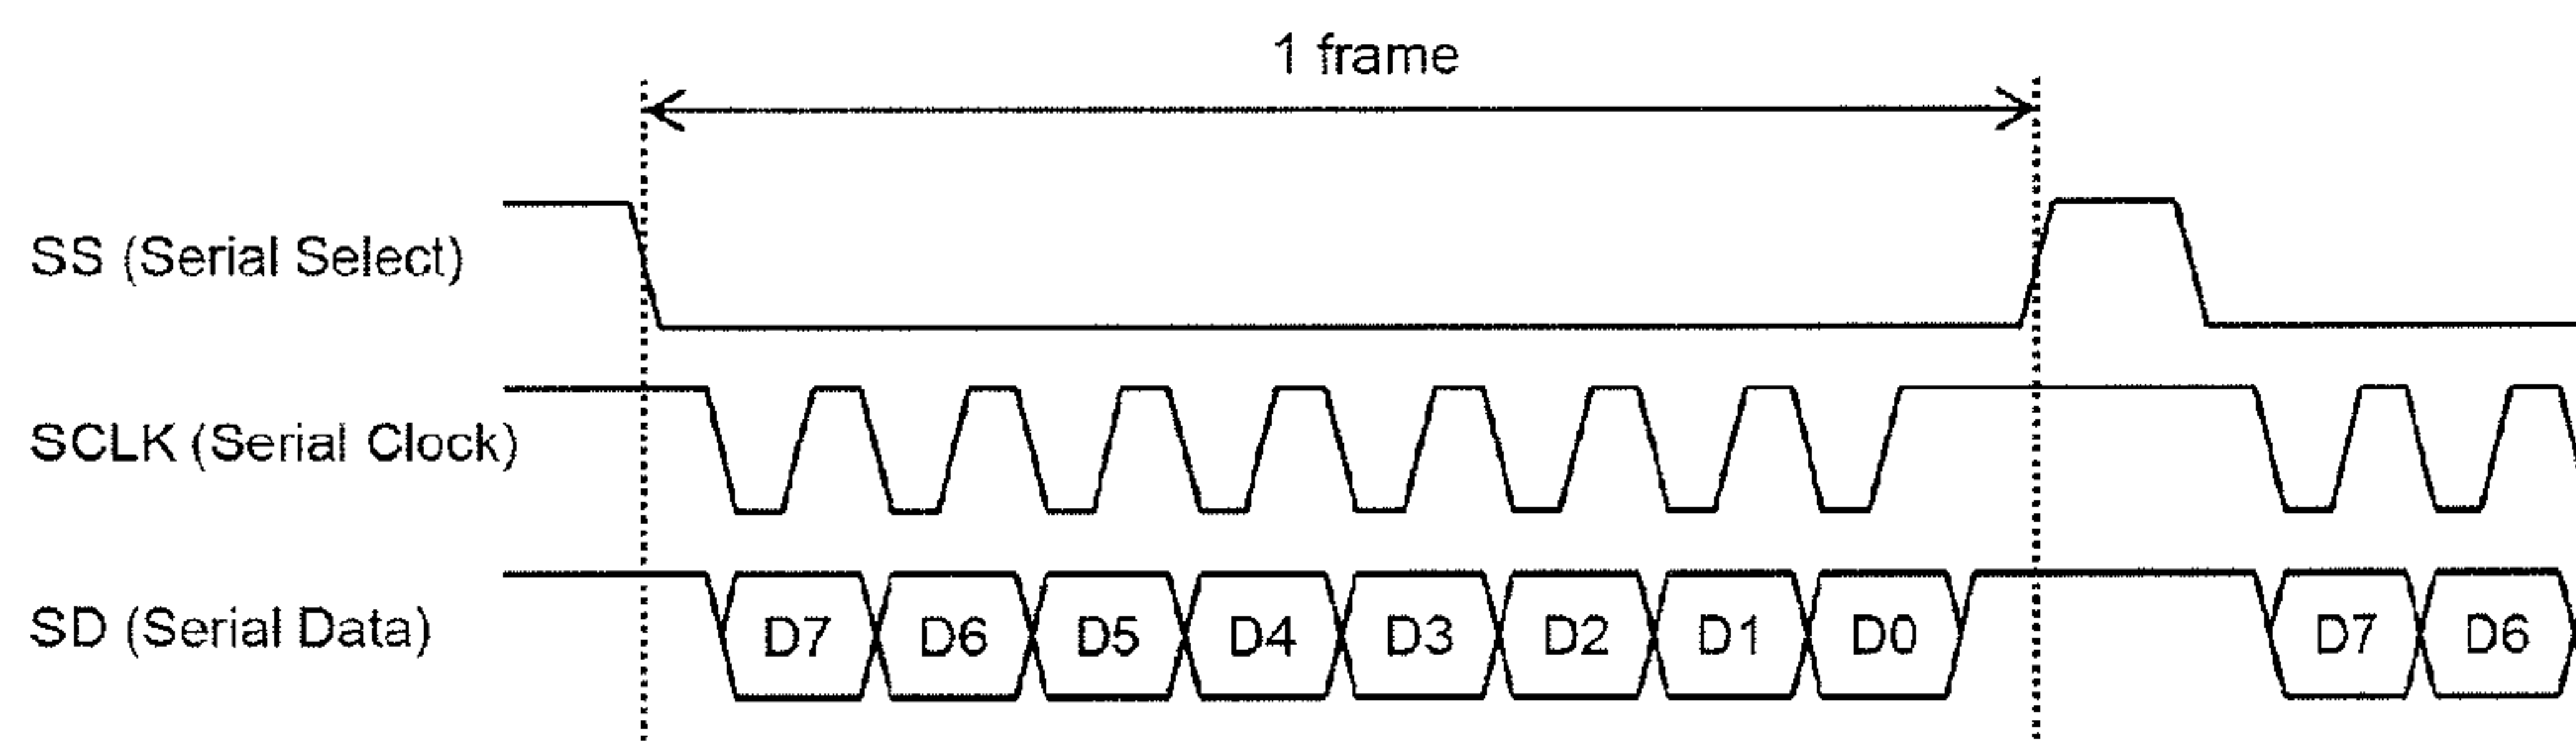 1 frame
SS (Serial Select)
SCLK (Serial Clock)
SD (Serial Data)
D7 D6 D5 D4 D3 D2 D1 D0 D7 D6